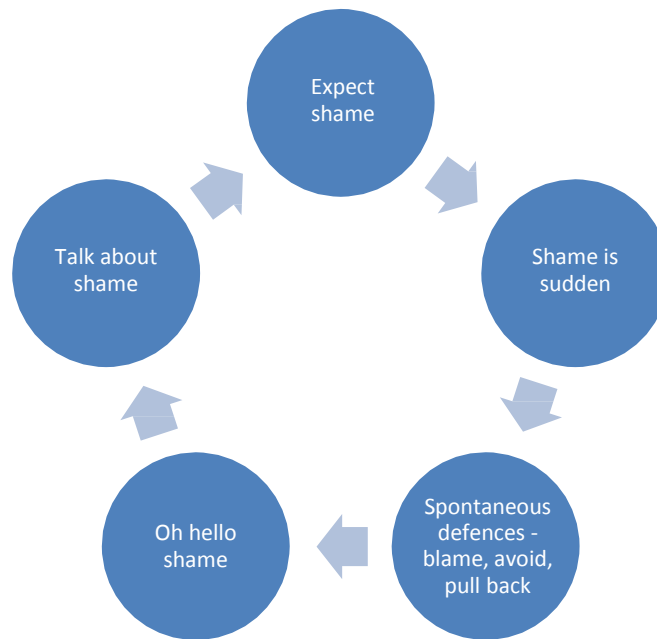 Expect
shame
Shame is
sudden
Spontaneous
defences -
blame, avoid,
pull back
Oh hello
shame
Talk about
shame